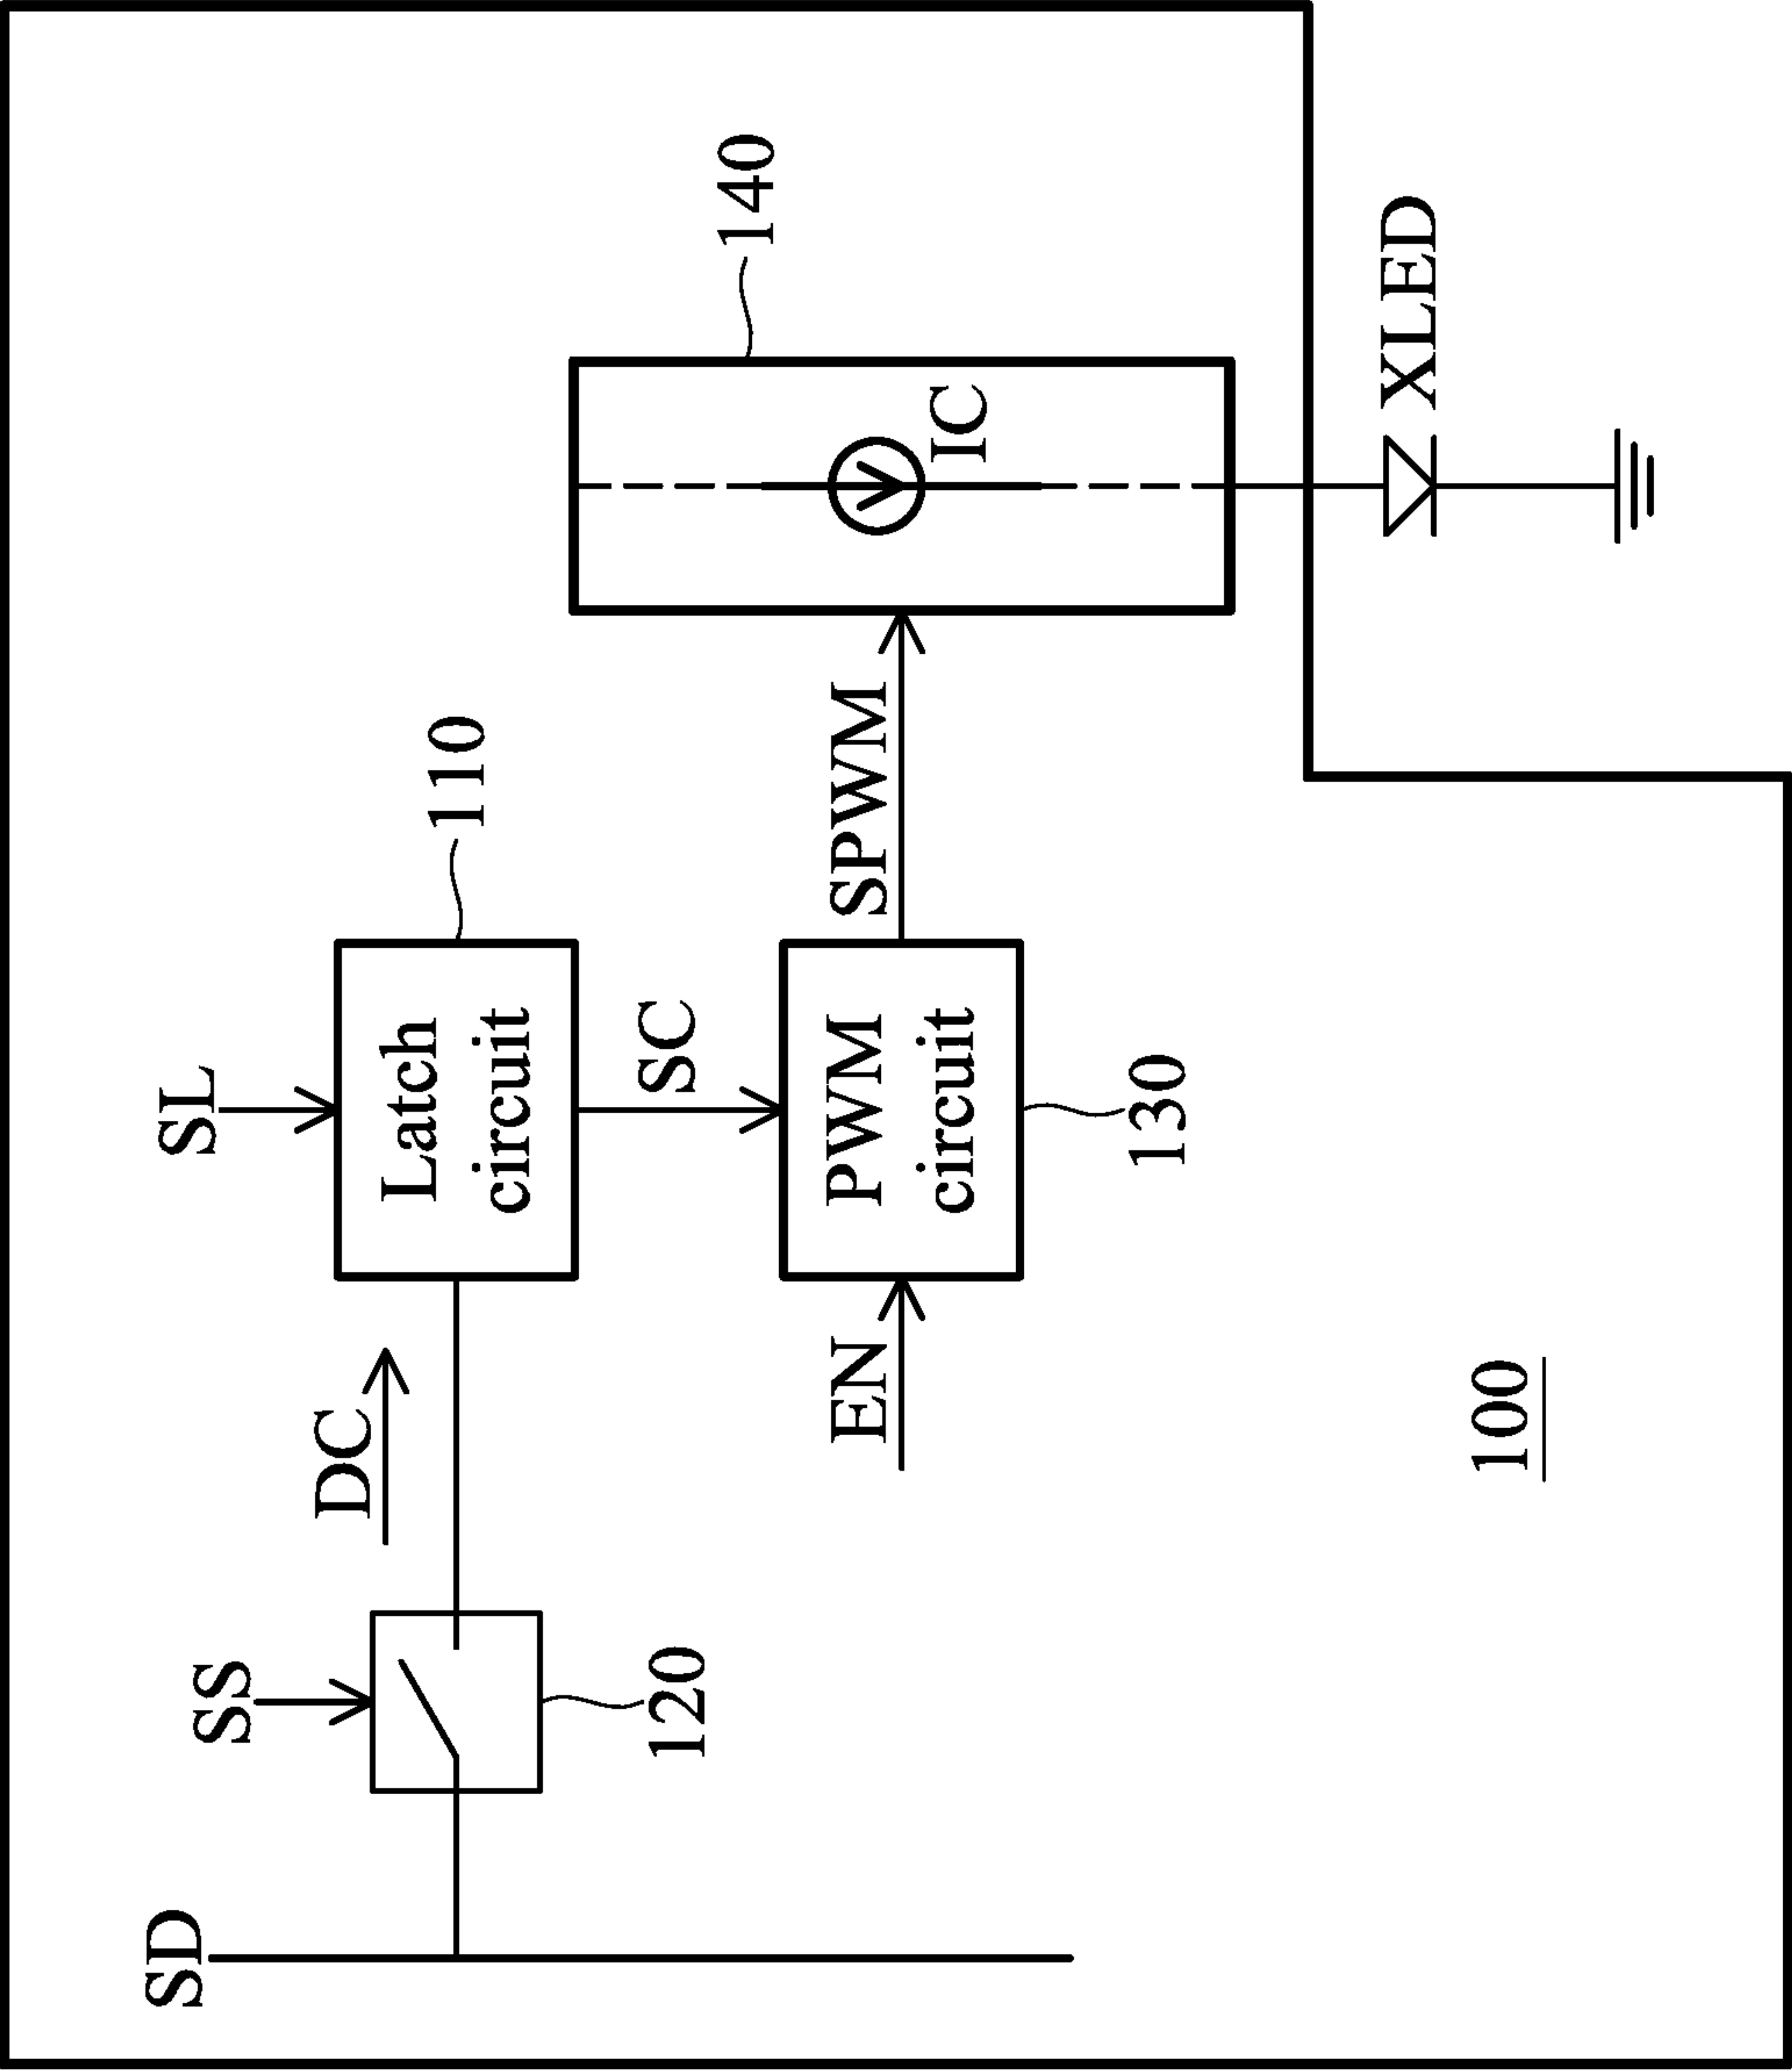 SD
SS
120
DC
SL
Latch
circuit
110
SC
EN
PWM
circuit
130
SPWM
140
IC
XLED
100